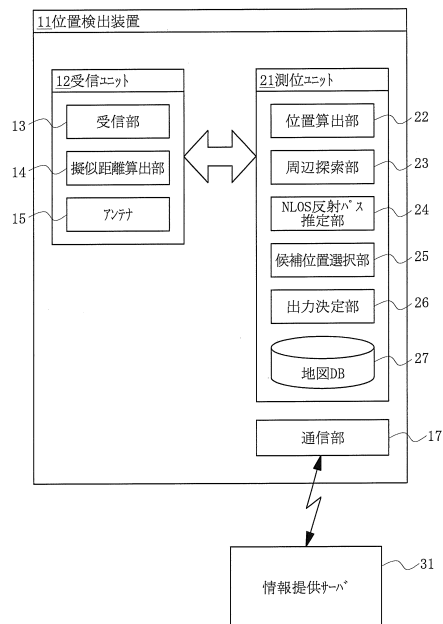 11位置検出装置
12受信ユニット
13
受信部
14
擬似距離算出部
15
アンテナ
21測位ユニット
位置算出部
22
周辺探索部
23
NLOS反射パス
推定部
24
候補位置選択部
25
出力決定部
26
地図DB
27
通信部
17
情報提供サーバ
31